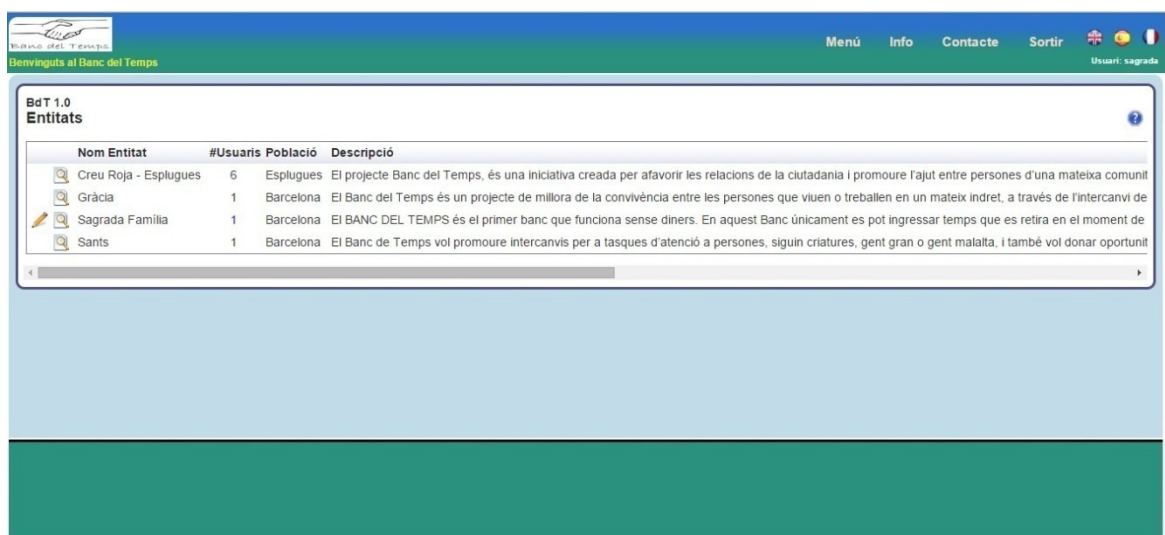 Banc del Temps
Menú Info Contacte Sortir
Benvinguts al Banc del Temps
Usuari: sagrada
BdT 1.0
Entitats
?
Nom Entitat #Usuaris Població Descripció
Creu Roja - Esplugues 6 Esplugues El projecte Banc del Temps, és una iniciativa creada per afavorir les relacions de la ciutadania i promoure l'ajut entre persones d'una mateixa comunit
Gràcia 1 Barcelona El Banc del Temps és un projecte de millora de la convivència entre les persones que viuen o treballen en un mateix indret, a través de l'intercanvi de
Sagrada Família 1 Barcelona El BANC DEL TEMPS és el primer banc que funciona sense diners. En aquest Banc únicament es pot ingressar temps que es retira en el moment de
Sants 1 Barcelona El Banc de Temps vol promoure intercanvis per a tasques d'atenció a persones, siguin criatures, gent gran o gent malalta, i també vol donar oportunit